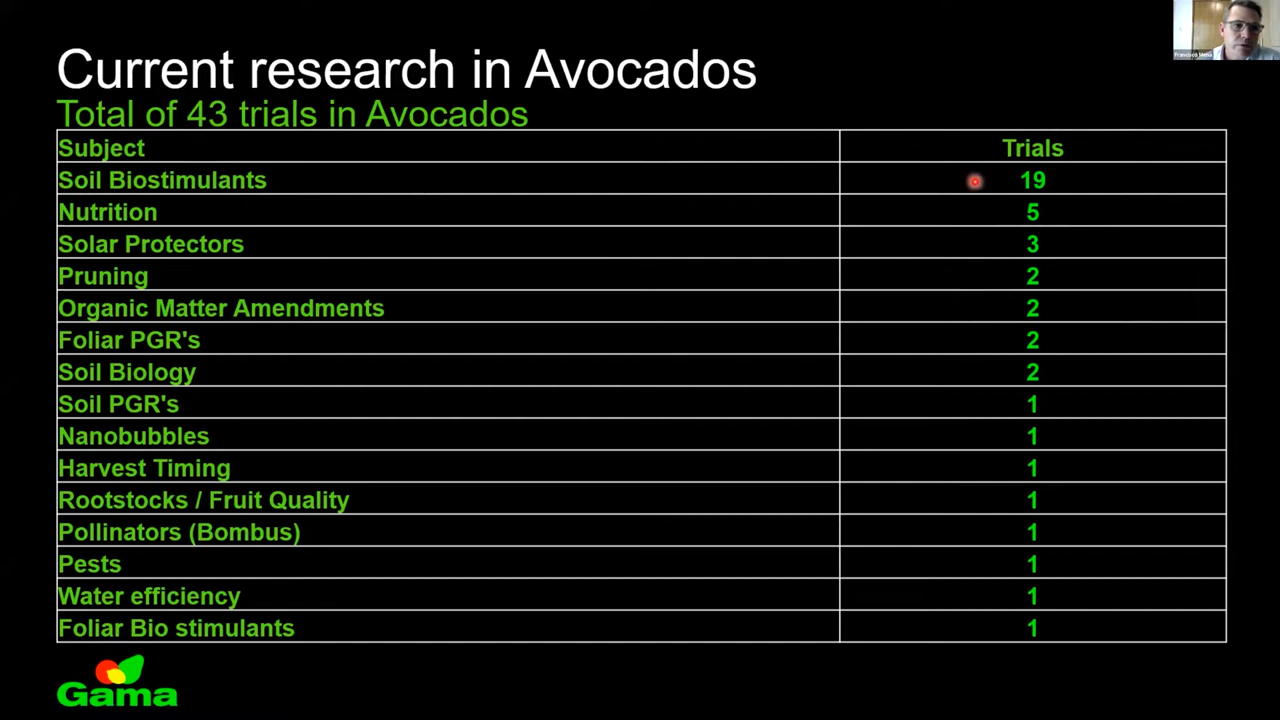 Current research in Avocados
Total of 43 trials in Avocados
Subject Trials
Soil Biostimulants 19
Nutrition 5
Solar Protectors 3
Pruning 2
Organic Matter Amendments 2
Foliar PGR's 2
Soil Biology 2
Soil PGR's 1
Nanobubbles 1
Harvest Timing 1
Rootstocks / Fruit Quality 1
Pollinators (Bombus) 1
Pests 1
Water efficiency 1
Foliar Bio stimulants 1
Gama
Francisco Mena